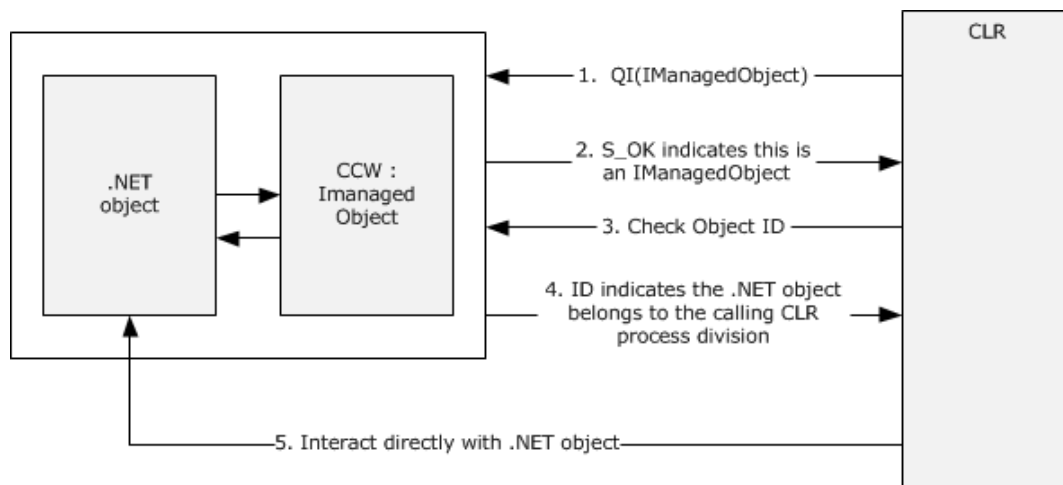 CLR
1. QI(IManagedObject)
.NET
object
CCW :
Imanaged
Object
2. S_OK indicates this is
an IManagedObject
3. Check Object ID
4. ID indicates the .NET object
belongs to the calling CLR
process division
5. Interact directly with .NET object